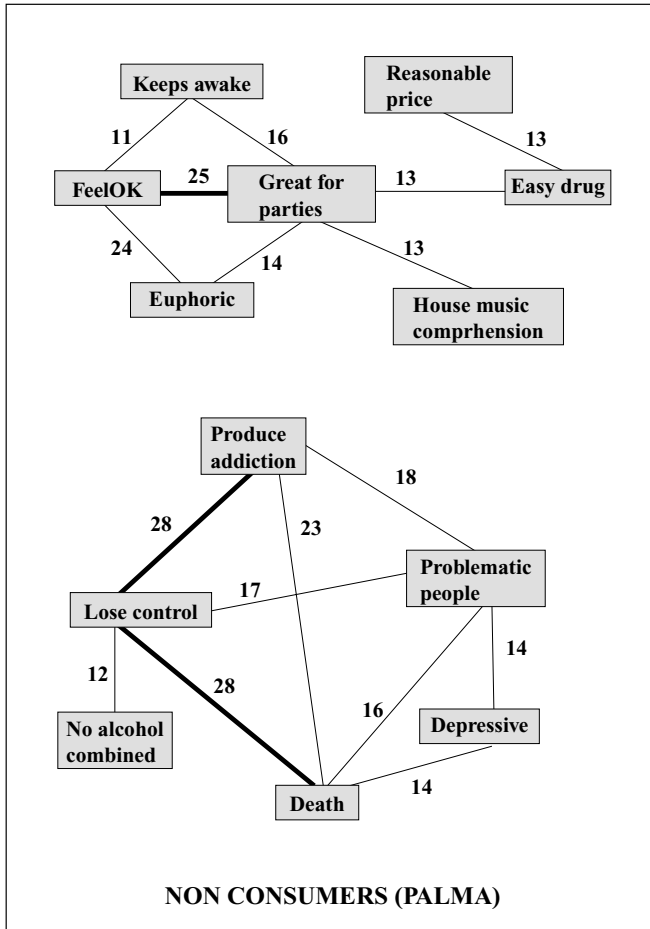 Keeps awake
Reasonable
price
11
16
13
FeelOK
25
Great for
parties
13
Easy drug
24
14
13
Euphoric
House music
comprhension
Produce
addiction
18
28
23
Problematic
people
17
Lose control
12
28
14
16
No alcohol
combined
Depressive
14
Death
NON CONSUMERS (PALMA)